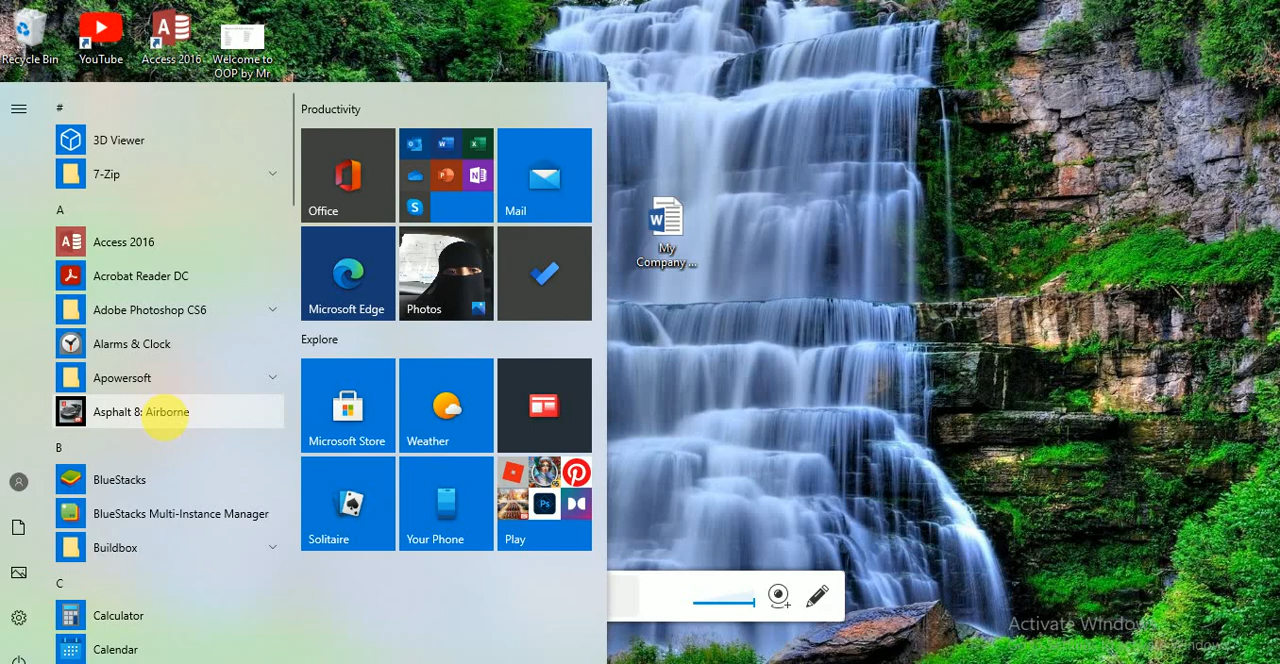 Recycle Bin
YouTube
Access 2016
Welcome to
OOP by Mr
#
3D Viewer
7-Zip
A
Access 2016
Acrobat Reader DC
Adobe Photoshop CS6
Alarms & Clock
Apowersoft
Asphalt 8: Airborne
B
BlueStacks
BlueStacks Multi-Instance Manager
Buildbox
C
Calculator
Calendar
Productivity
Office
Mail
Microsoft Edge
Photos
Explore
Microsoft Store
Weather
Solitaire
Your Phone
Ps
Play
My
Company ...
Activate Windows